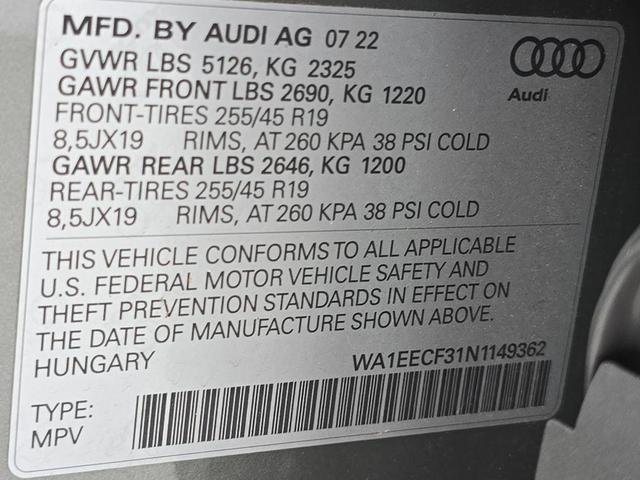 MFD. BY AUDI AG 07 22
GVWR LBS 5126, KG 2325
GAWR FRONT LBS 2690, KG 1220
FRONT-TIRES 255/45 R19
8,5JX19 RIMS, AT 260 KPA 38 PSI COLD
GAWR REAR LBS 2646, KG 1200
REAR-TIRES 255/45 R19
8,5JX19 RIMS, AT 260 KPA 38 PSI COLD
Audi
THIS VEHICLE CONFORMS TO ALL APPLICABLE
U.S. FEDERAL MOTOR VEHICLE SAFETY AND
THEFT PREVENTION STANDARDS IN EFFECT ON
THE DATE OF MANUFACTURE SHOWN ABOVE.
HUNGARY WA1EECF31N1149362
TYPE:
MPV